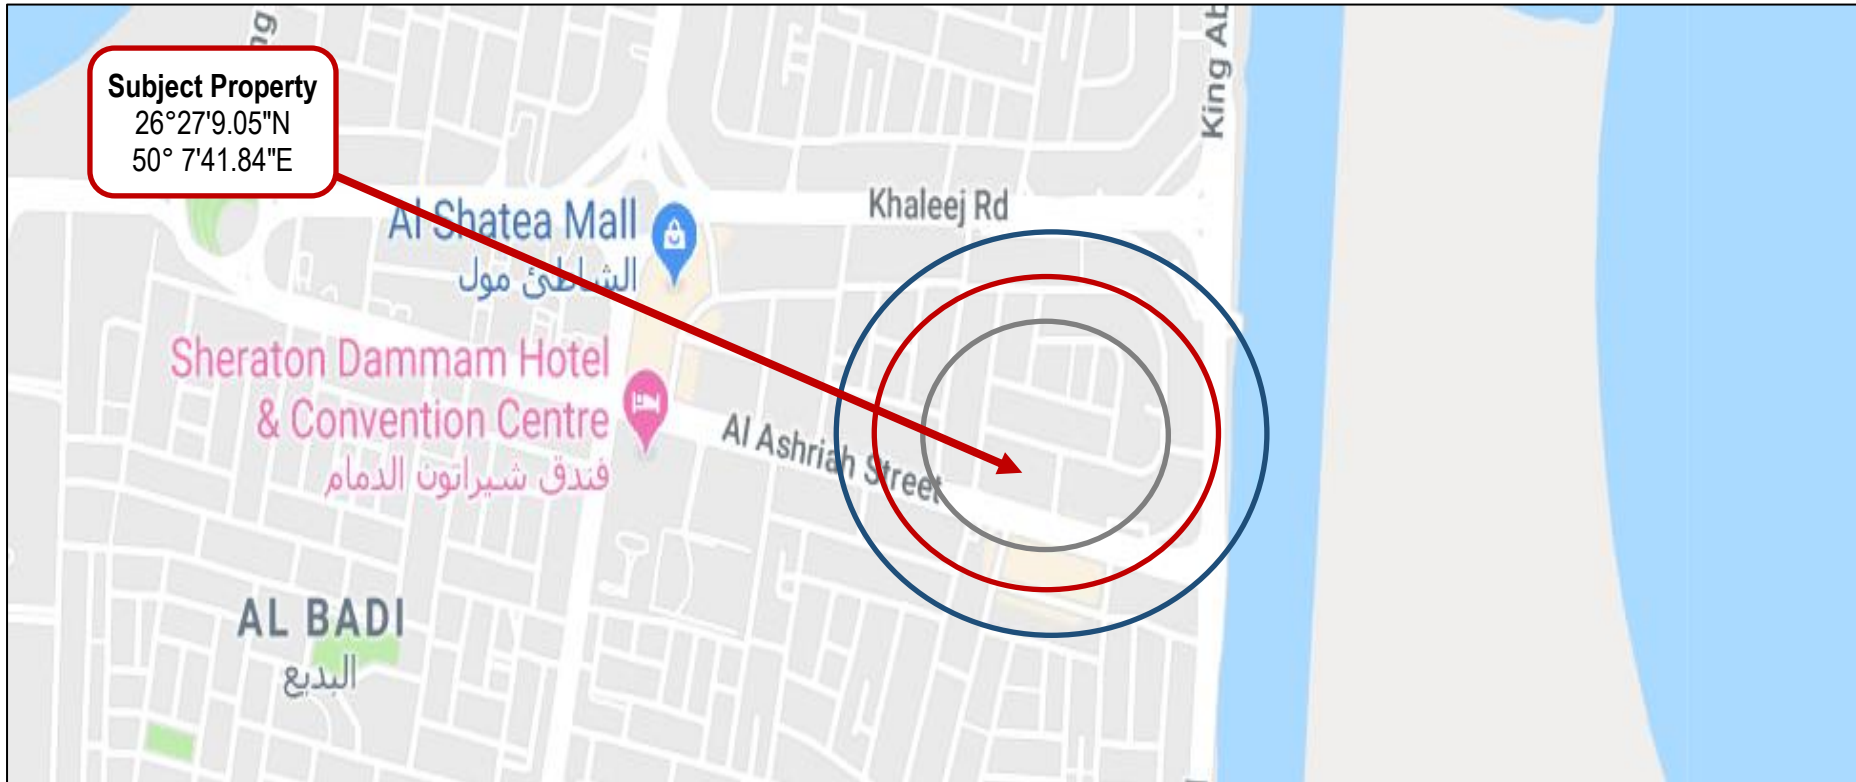 ng
Subject Property
26°27'9.05"N
50° 7'41.84"E
King Ab
Khaleej Rd
Al Shatea Mall
الشاطئ مول
Sheraton Dammam Hotel
& Convention Centre
فندق شيراتون الدمام
Al Ashriah Street
AL BADI
البديع